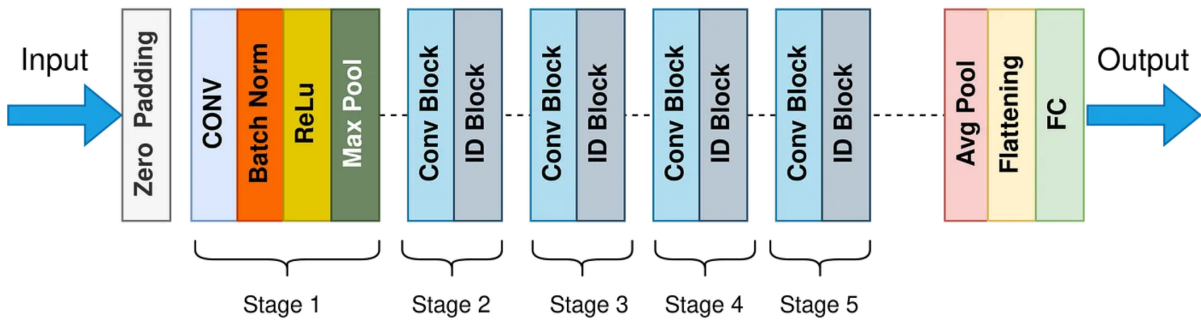 Input
Zero Padding
CONV
Batch Norm
ReLu
Max Pool
Conv Block
ID Block
Conv Block
ID Block
Conv Block
ID Block
Conv Block
ID Block
Avg Pool
Flattening
FC
Output
Stage 1
Stage 2
Stage 3
Stage 4
Stage 5